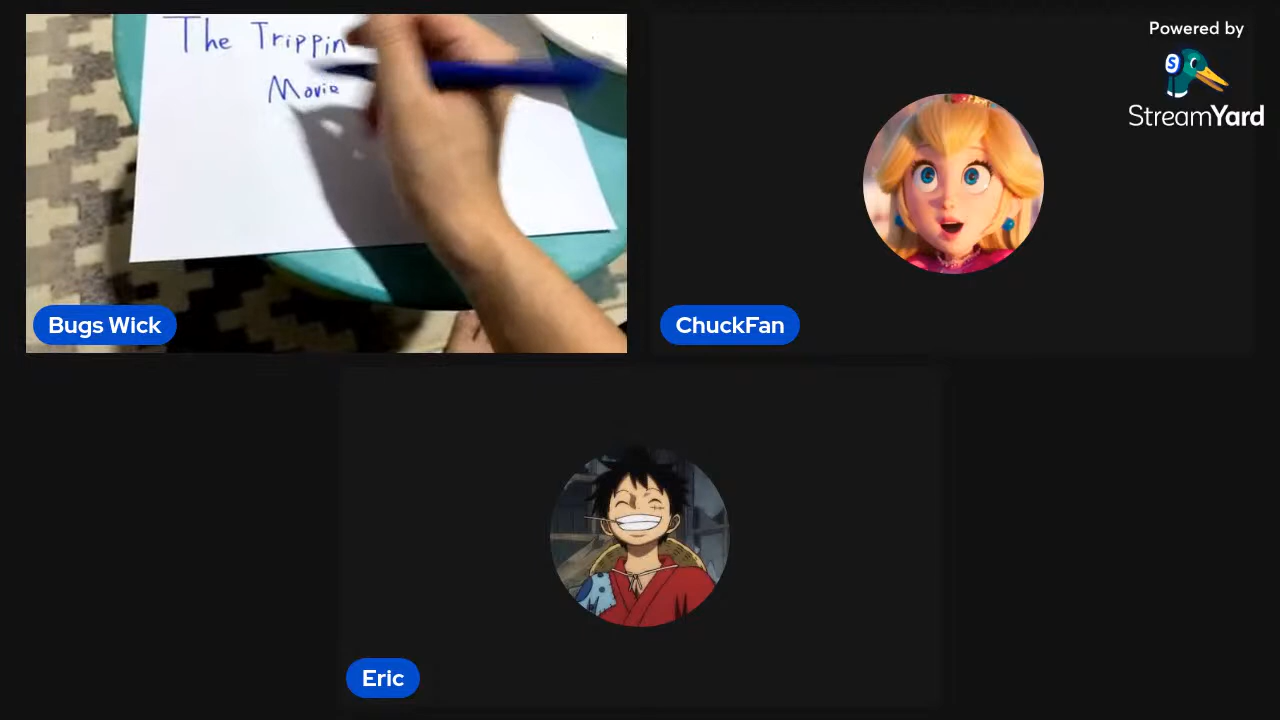 The Trippin
Movie
Powered by
StreamYard
Bugs Wick
ChuckFan
Eric